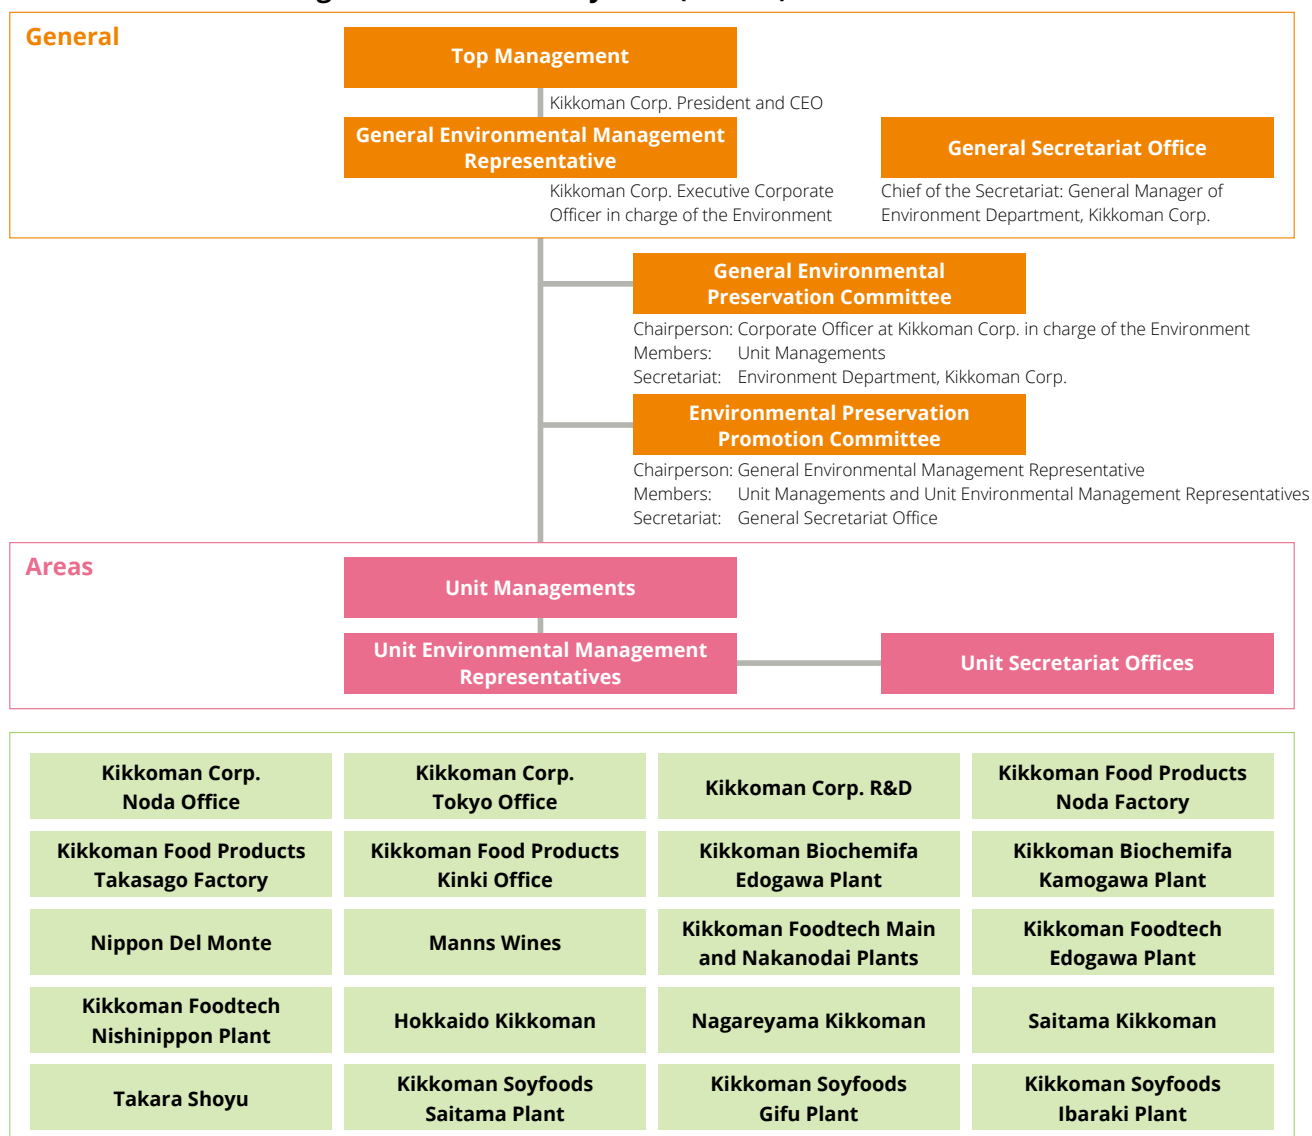 General
Top Management
Kikkoman Corp. President and CEO
General Environmental Management
Representative
Kikkoman Corp. Executive Corporate
Officer in charge of the Environment
General Secretariat Office
Chief of the Secretariat: General Manager of
Environment Department, Kikkoman Corp.
General Environmental
Preservation Committee
Chairperson: Corporate Officer at Kikkoman Corp. in charge of the Environment
Members: Unit Managements
Secretariat: Environment Department, Kikkoman Corp.
Environmental Preservation
Promotion Committee
Chairperson: General Environmental Management Representative
Members: Unit Managements and Unit Environmental Management Representatives
Secretariat: General Secretariat Office
Areas
Unit Managements
Unit Environmental Management
Representatives
Unit Secretariat Offices
Kikkoman Corp.
Noda Office
Kikkoman Corp.
Tokyo Office
Kikkoman Corp. R&D
Kikkoman Food Products
Noda Factory
Kikkoman Food Products
Takasago Factory
Kikkoman Food Products
Kinki Office
Kikkoman Biochemifa
Edogawa Plant
Kikkoman Biochemifa
Kamogawa Plant
Nippon Del Monte
Manns Wines
Kikkoman Foodtech Main
and Nakanodai Plants
Kikkoman Foodtech
Edogawa Plant
Kikkoman Foodtech
Nishinippon Plant
Hokkaido Kikkoman
Nagareyama Kikkoman
Saitama Kikkoman
Takara Shoyu
Kikkoman Soyfoods
Saitama Plant
Kikkoman Soyfoods
Gifu Plant
Kikkoman Soyfoods
Ibaraki Plant